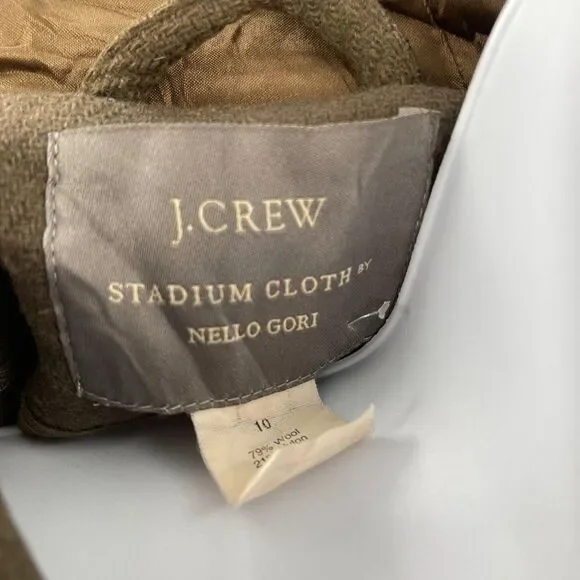 J.CREW
STADIUM CLOTH BY
NELLO GORI
10
79% Wool